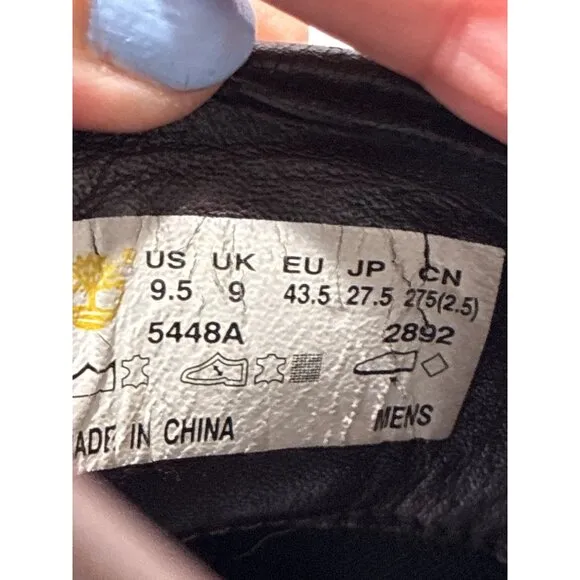 US UK EU JP CN
9.5 9 43.5 27.5 275(2.5)
5448A 2892
ADE IN CHINA MENS